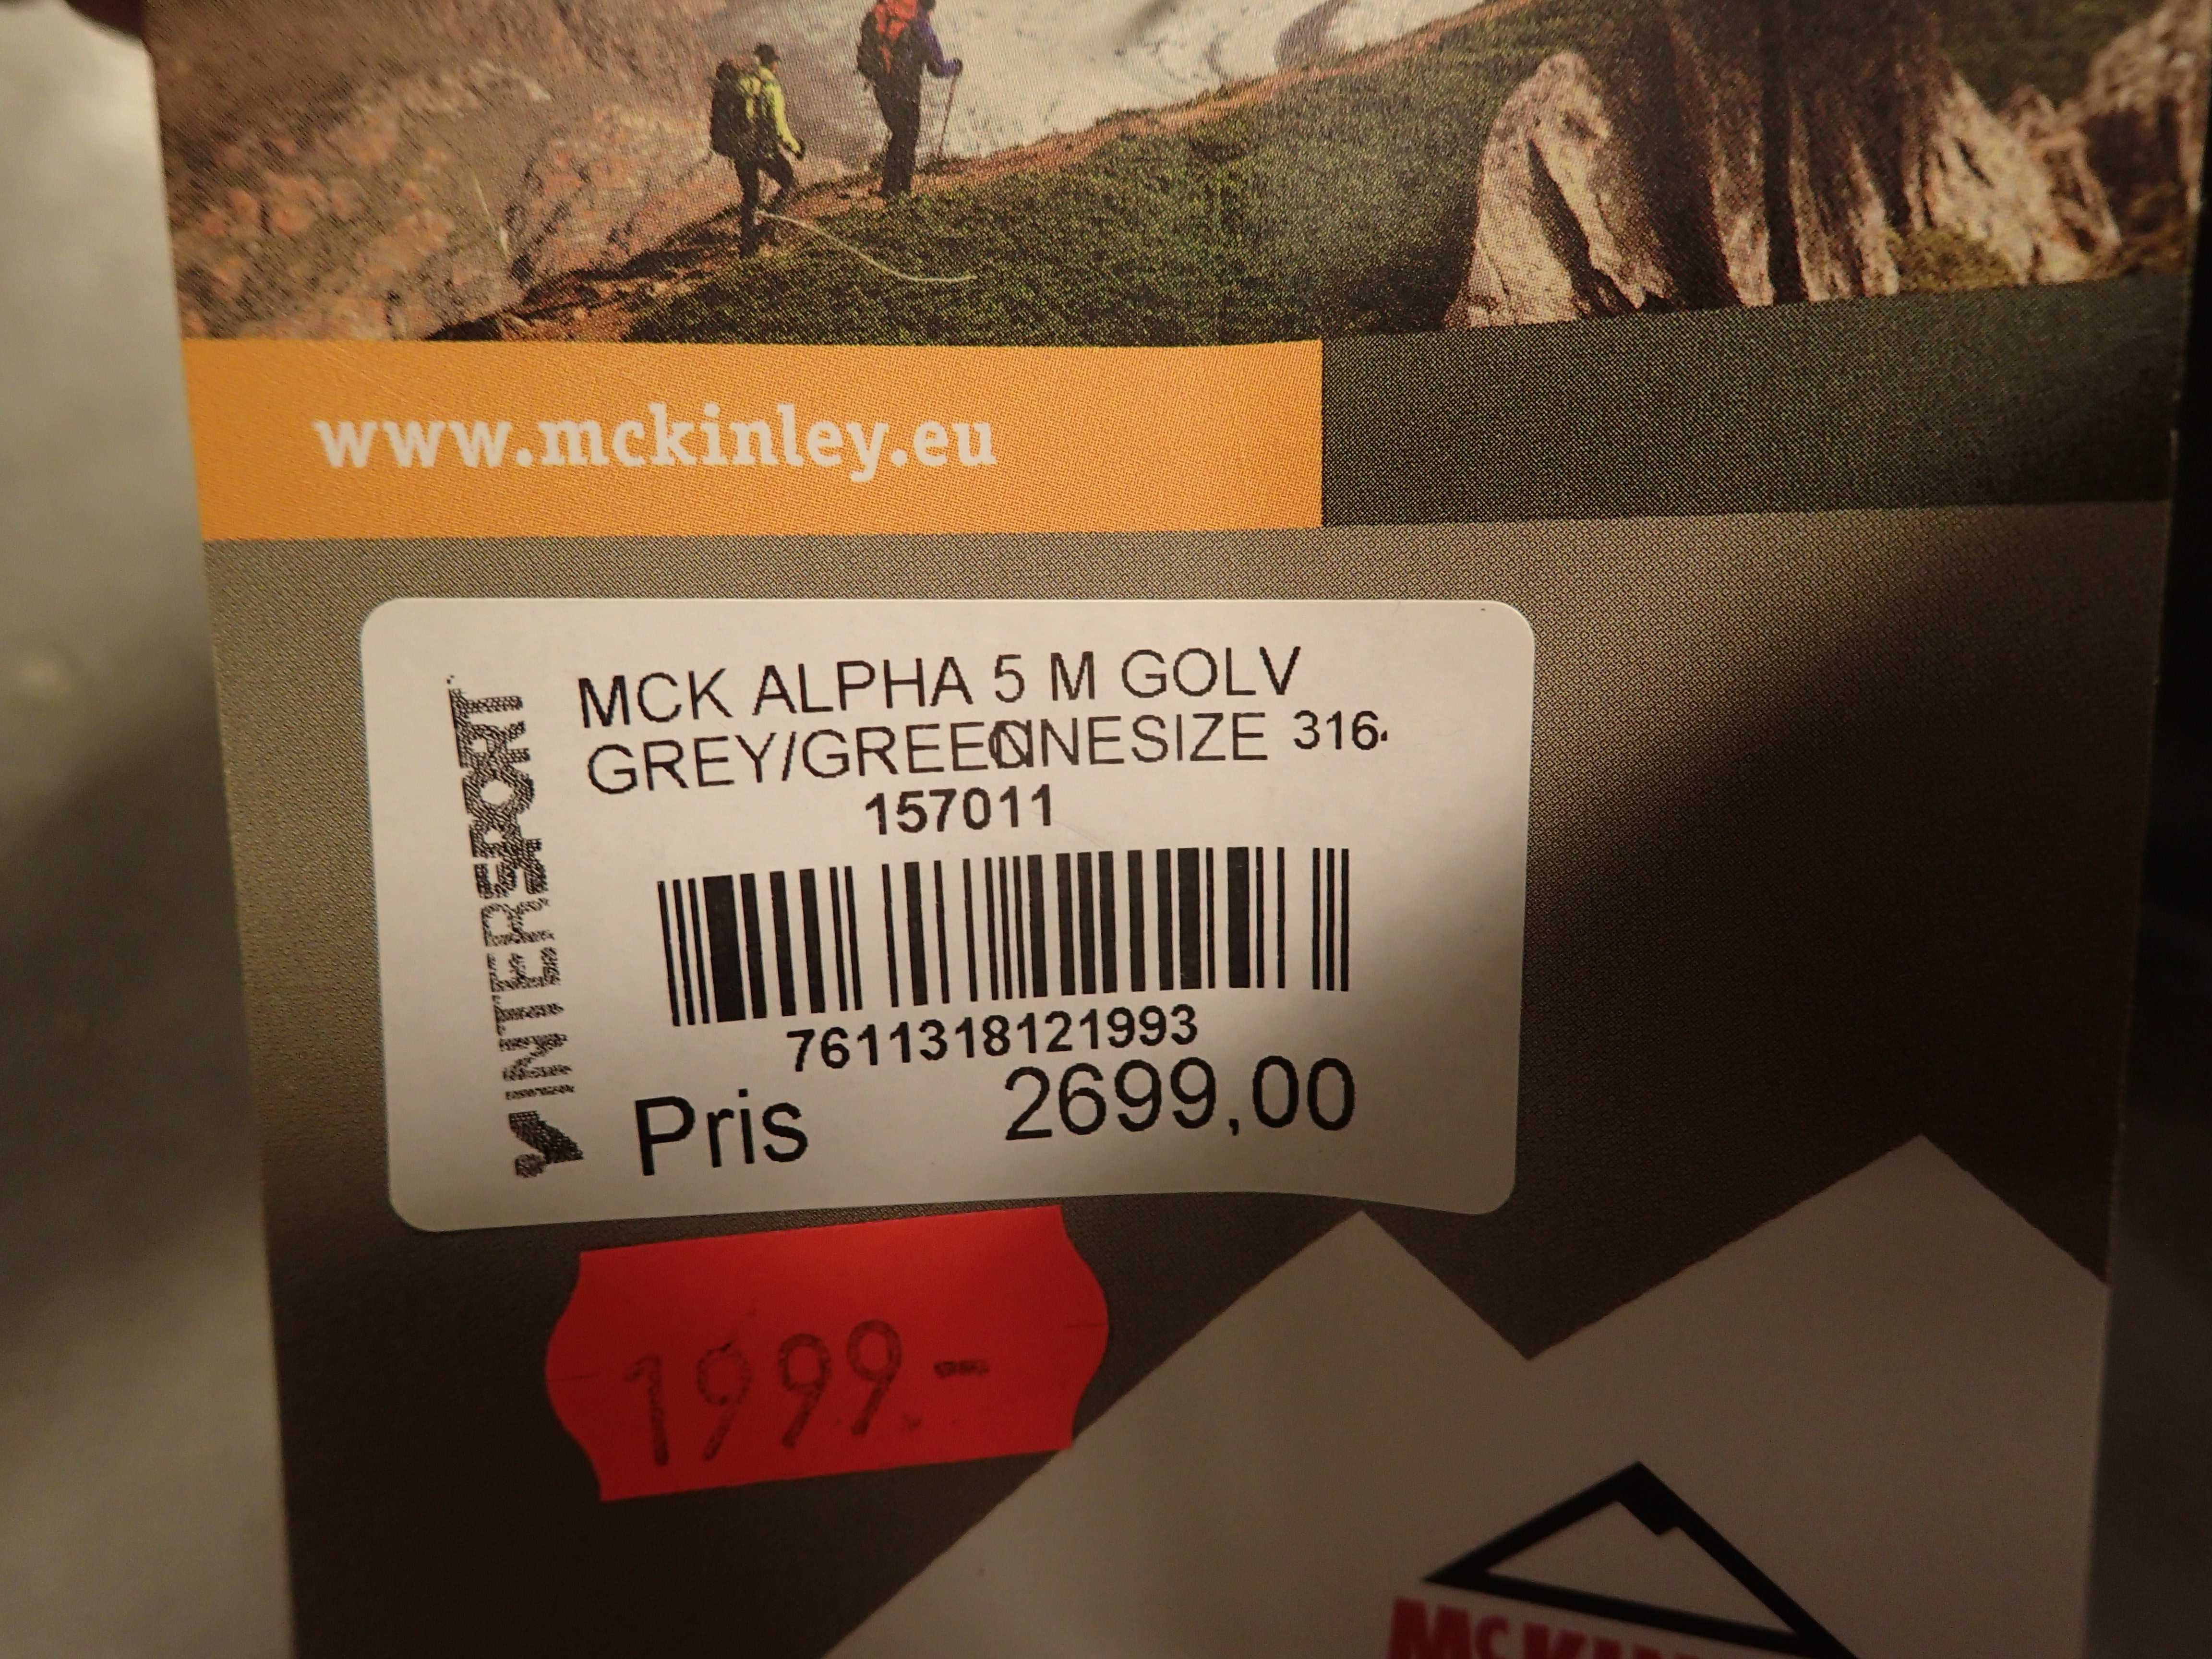 www.mckinley.eu
INTERSPORT
MCK ALPHA 5 M GOLV
GREY/GREEN ONESIZE 316
157011
7611318121993
Pris 2699,00
1999-